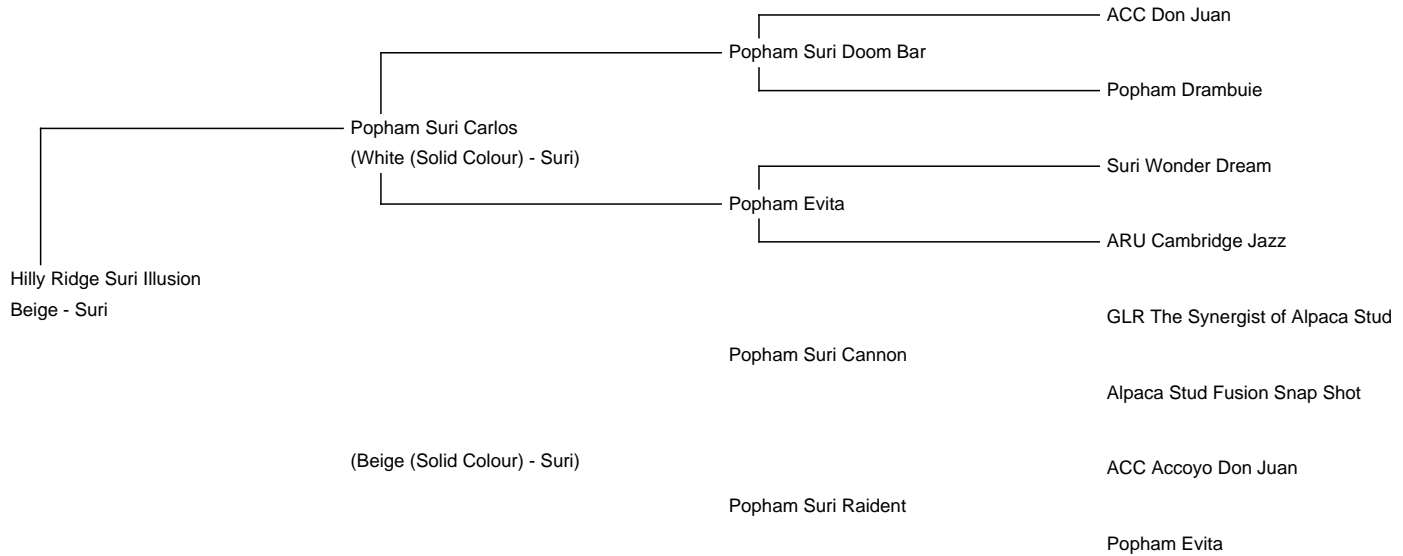 ACC Don Juan
Popham Suri Doom Bar
Popham Drambuie
Popham Suri Carlos
(White (Solid Colour) - Suri)
Suri Wonder Dream
Popham Evita
ARU Cambridge Jazz
Hilly Ridge Suri Illusion
Beige - Suri
GLR The Synergist of Alpaca Stud
Popham Suri Cannon
Alpaca Stud Fusion Snap Shot
(Beige (Solid Colour) - Suri)
ACC Accoyo Don Juan
Popham Suri Raident
Popham Evita